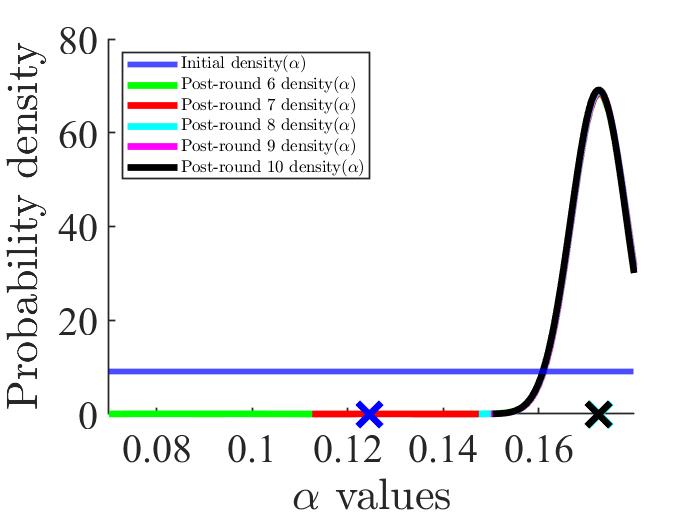 Probability density
80
60
40
20
0
Initial density(α)
Post-round 6 density(α)
Post-round 7 density(α)
Post-round 8 density(α)
Post-round 9 density(α)
Post-round 10 density(α)
0.08 0.1 0.12 0.14 0.16
α values